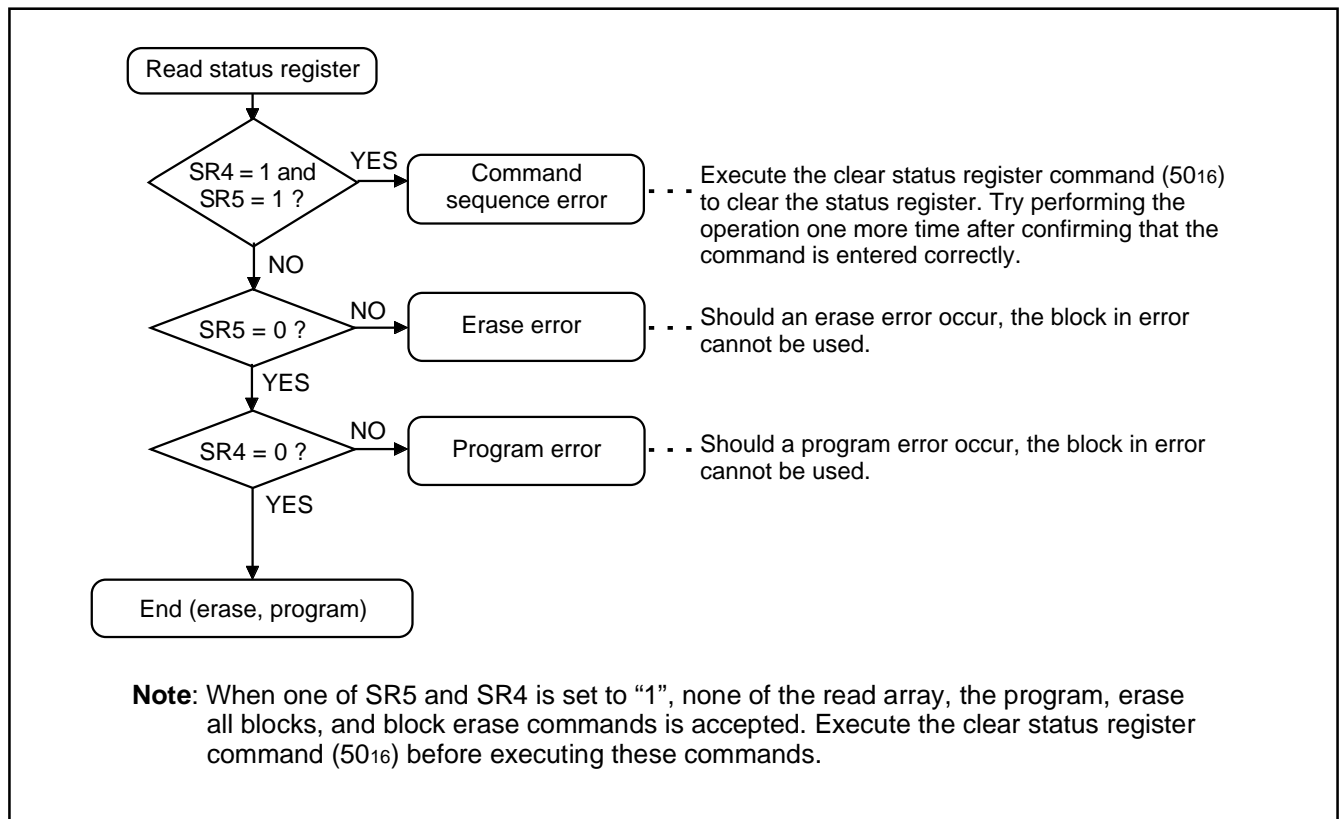 Read status register
SR4 = 1 and
SR5 = 1 ?
YES
Command
sequence error
Execute the clear status register command (5016)
to clear the status register. Try performing the
operation one more time after confirming that the
command is entered correctly.
NO
SR5 = 0 ?
NO
Erase error
Should an erase error occur, the block in error
cannot be used.
YES
SR4 = 0 ?
NO
Program error
Should a program error occur, the block in error
cannot be used.
YES
End (erase, program)
Note: When one of SR5 and SR4 is set to “1”, none of the read array, the program, erase
all blocks, and block erase commands is accepted. Execute the clear status register
command (5016) before executing these commands.